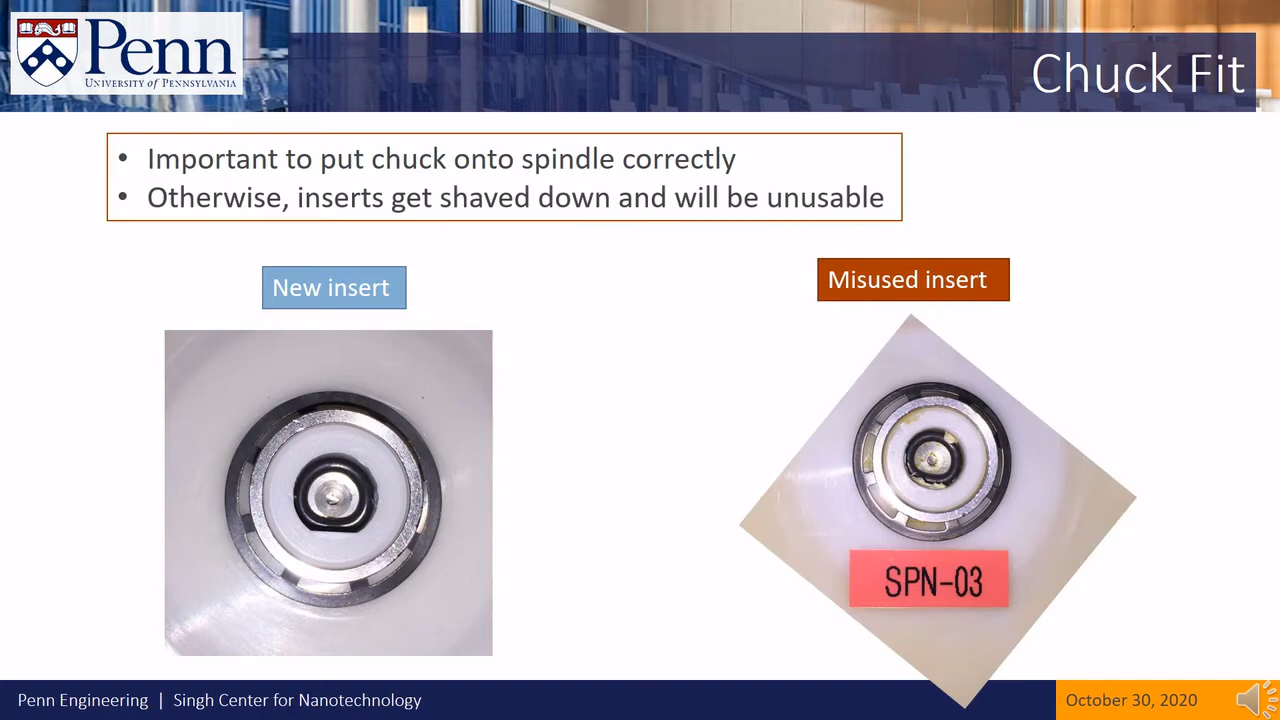 Penn
UNIVERSITY of PENNSYLVANIA
Chuck Fit
• Important to put chuck onto spindle correctly
• Otherwise, inserts get shaved down and will be unusable
New insert
Misused insert
SPN-03
Penn Engineering | Singh Center for Nanotechnology
October 30, 2020